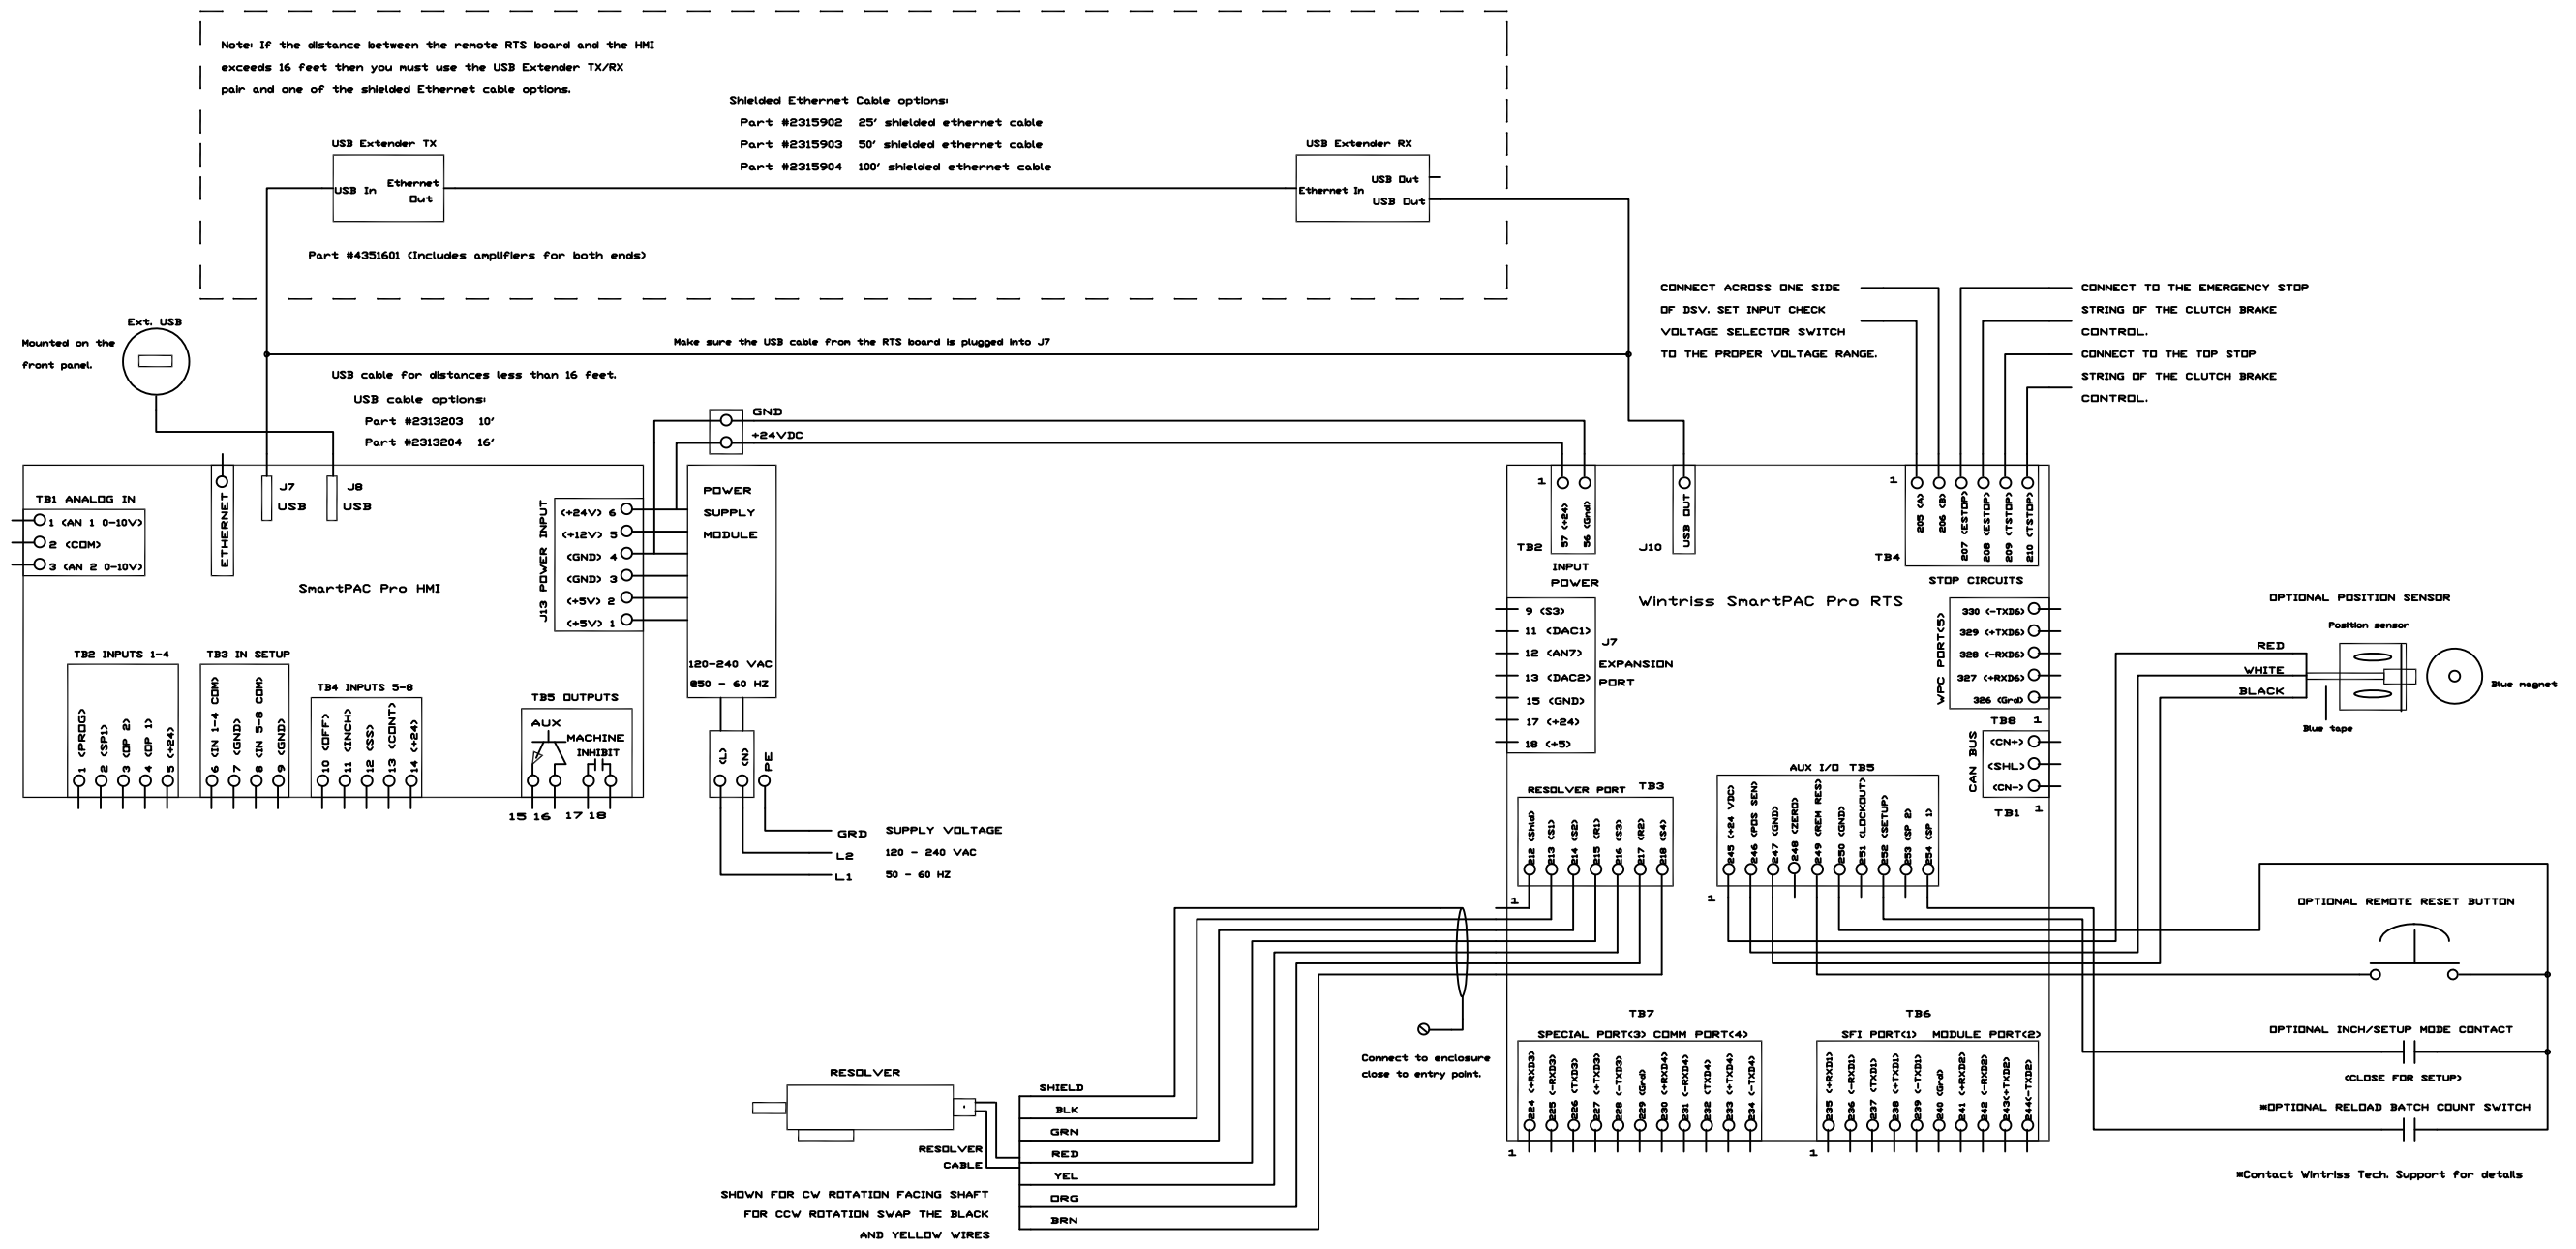 Note: If the distance between the remote RTS board and the HMI
exceeds 16 feet then you must use the USB Extender TX/RX
pair and one of the shielded Ethernet cable options.
Shielded Ethernet Cable options:
Part #2315902 25' shielded ethernet cable
Part #2315903 50' shielded ethernet cable
Part #2315904 100' shielded ethernet cable
USB Extender TX
USB In
Ethernet
Out
USB Extender RX
Ethernet In
USB Out
USB Out
Part #4351601 (Includes amplifiers for both ends)
Ext. USB
Mounted on the
front panel.
Make sure the USB cable from the RTS board is plugged into J7
USB cable for distances less than 16 feet.
USB cable options:
Part #2313203 10'
Part #2313204 16'
CONNECT ACROSS ONE SIDE
OF DSV. SET INPUT CHECK
VOLTAGE SELECTOR SWITCH
TO THE PROPER VOLTAGE RANGE.
CONNECT TO THE EMERGENCY STOP
STRING OF THE CLUTCH BRAKE
CONTROL.
CONNECT TO THE TOP STOP
STRING OF THE CLUTCH BRAKE
CONTROL.
GND
+24VDC
TB1 ANALOG IN
1 (AN 1 0-10V)
2 (COM)
3 (AN 2 0-10V)
ETHERNET
J7
USB
J8
USB
SmartPAC Pro HMI
J13 POWER INPUT
(+24V) 6
(+12V) 5
(GND) 4
(GND) 3
(+5V) 2
(+5V) 1
POWER
SUPPLY
MODULE
120-240 VAC
@50 - 60 HZ
TB2 INPUTS 1-4
1 (PROG)
2 (SP1)
3 (OP 2)
4 (OP 1)
5 (+24)
TB3 IN SETUP
6 (IN 1-4 COM)
7 (GND)
8 (IN 5-8 COM)
9 (GND)
TB4 INPUTS 5-8
10 (OFF)
11 (INCH)
12 (SS)
13 (CONT)
14 (+24)
TB5 OUTPUTS
AUX
MACHINE
INHIBIT
15 16 17 18
(L)
(N)
PE
GRD
L2
L1
SUPPLY VOLTAGE
120 - 240 VAC
50 - 60 HZ
1
57 (+24)
56 (Gnd)
TB2
INPUT
POWER
J10
USB OUT
1
205 (A)
206 (B)
207 (ESTOP)
208 (ESTOP)
209 (TSTOP)
210 (TSTOP)
TB4
STOP CIRCUITS
Wintriss SmartPAC Pro RTS
9 (S3)
11 (DAC1)
12 (AN7)
13 (DAC2)
15 (GND)
17 (+24)
18 (+5)
J7
EXPANSION
PORT
WPC PORT(5)
330 (-TXD6)
329 (+TXD6)
328 (-RXD6)
327 (+RXD6)
326 (Grd)
TB8 1
CAN BUS
(CN+)
(SHL)
(CN-)
TB1 1
OPTIONAL POSITION SENSOR
Position sensor
RED
WHITE
BLACK
Blue magnet
Blue tape
RESOLVER PORT TB3
212 (Shld)
213 (S1)
214 (S2)
215 (R1)
216 (S3)
217 (R2)
218 (S4)
1
AUX I/O TB5
245 (+24 VDC)
246 (POS SEN)
247 (GND)
248 (ZERO)
249 (REM RES)
250 (GND)
251 (LOCKOUT)
252 (SETUP)
253 (SP 2)
254 (SP 1)
1
OPTIONAL REMOTE RESET BUTTON
OPTIONAL INCH/SETUP MODE CONTACT
(CLOSE FOR SETUP)
*OPTIONAL RELOAD BATCH COUNT SWITCH
*Contact Wintriss Tech. Support for details
Connect to enclosure
close to entry point.
TB7
SPECIAL PORT(3) COMM PORT(4)
224 (+RXD3)
225 (-RXD3)
226 (TXD3)
227 (+TXD3)
228 (-TXD3)
229 (Grd)
230 (+RXD4)
231 (-RXD4)
232 (TXD4)
233 (+TXD4)
234 (-TXD4)
1
TB6
SFI PORT(1) MODULE PORT(2)
235 (+RXD1)
236 (-RXD1)
237 (TXD1)
238 (+TXD1)
239 (-TXD1)
240 (Grd)
241 (+RXD2)
242 (-RXD2)
243(+TXD2)
244(-TXD2)
1
RESOLVER
RESOLVER
CABLE
SHIELD
BLK
GRN
RED
YEL
ORG
BRN
SHOWN FOR CW ROTATION FACING SHAFT
FOR CCW ROTATION SWAP THE BLACK
AND YELLOW WIRES